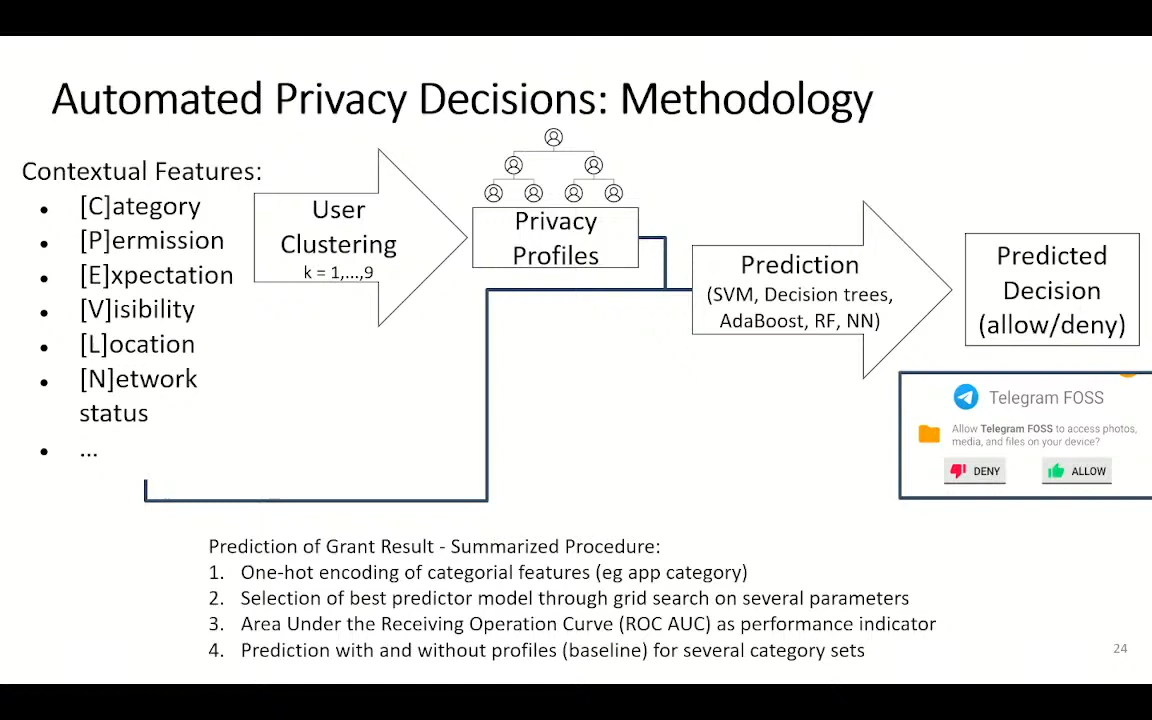 Automated Privacy Decisions: Methodology
Contextual Features:
• [C]ategory
• [P]ermission
• [E]xpectation
• [V]isibility
• [L]ocation
• [N]etwork
status
• ...
User
Clustering
k = 1,...,9
Privacy
Profiles
Prediction
(SVM, Decision trees,
AdaBoost, RF, NN)
Predicted
Decision
(allow/deny)
Telegram FOSS
Allow Telegram FOSS to access photos,
media, and files on your device?
DENY
ALLOW
Prediction of Grant Result - Summarized Procedure:
1. One-hot encoding of categorial features (eg app category)
2. Selection of best predictor model through grid search on several parameters
3. Area Under the Receiving Operation Curve (ROC AUC) as performance indicator
4. Prediction with and without profiles (baseline) for several category sets
24